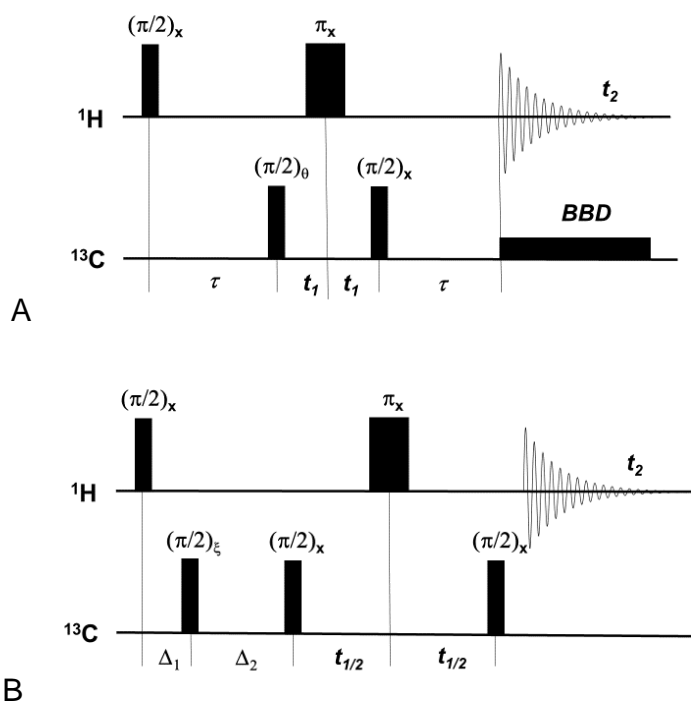 (π/2)ₓ πₓ
t₂
¹H
(π/2)θ (π/2)ₓ
BBD
¹³C
τ t₁ t₁ τ
A
(π/2)ₓ πₓ
t₂
¹H
(π/2)ξ (π/2)ₓ (π/2)ₓ
¹³C
Δ₁ Δ₂ t₁/₂ t₁/₂
B